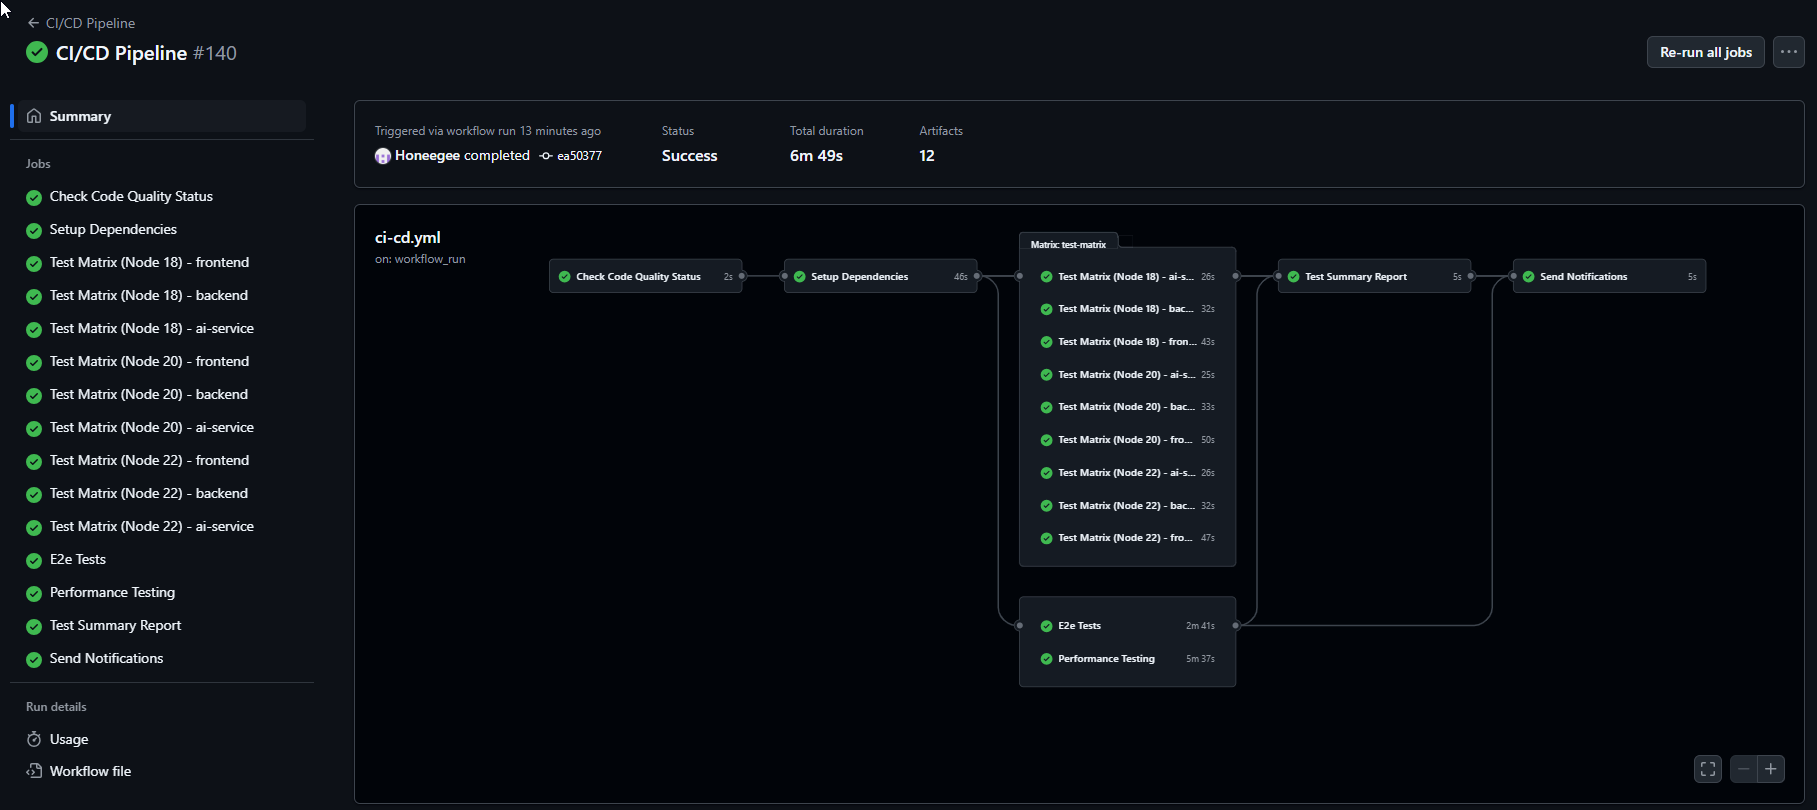 CI/CD Pipeline
CI/CD Pipeline #140
Re-run all jobs
Summary
Jobs
Check Code Quality Status
Setup Dependencies
Test Matrix (Node 18) - frontend
Test Matrix (Node 18) - backend
Test Matrix (Node 18) - ai-service
Test Matrix (Node 20) - frontend
Test Matrix (Node 20) - backend
Test Matrix (Node 20) - ai-service
Test Matrix (Node 22) - frontend
Test Matrix (Node 22) - backend
Test Matrix (Node 22) - ai-service
E2e Tests
Performance Testing
Test Summary Report
Send Notifications
Run details
Usage
Workflow file
Triggered via workflow run 13 minutes ago
Honeegee completed ea50377
Status
Success
Total duration
6m 49s
Artifacts
12
ci-cd.yml
on: workflow_run
Check Code Quality Status 2s
Setup Dependencies 46s
Matrix: test-matrix
Test Matrix (Node 18) - ai-s... 26s
Test Matrix (Node 18) - bac... 32s
Test Matrix (Node 18) - fron... 43s
Test Matrix (Node 20) - ai-s... 25s
Test Matrix (Node 20) - bac... 33s
Test Matrix (Node 20) - fro... 50s
Test Matrix (Node 22) - ai-s... 26s
Test Matrix (Node 22) - bac... 32s
Test Matrix (Node 22) - fro... 47s
E2e Tests 2m 41s
Performance Testing 5m 37s
Test Summary Report 5s
Send Notifications 5s